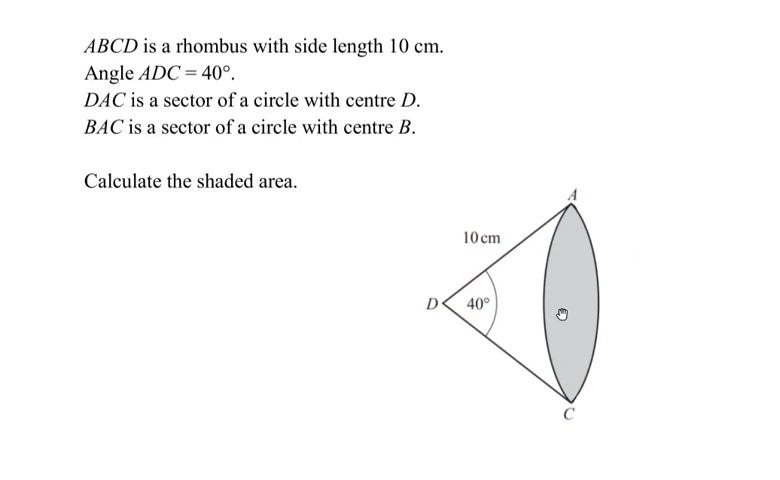 ABCD is a rhombus with side length 10 cm.
Angle ADC = 40°.
DAC is a sector of a circle with centre D.
BAC is a sector of a circle with centre B.
Calculate the shaded area.
A
10 cm
D
40°
C